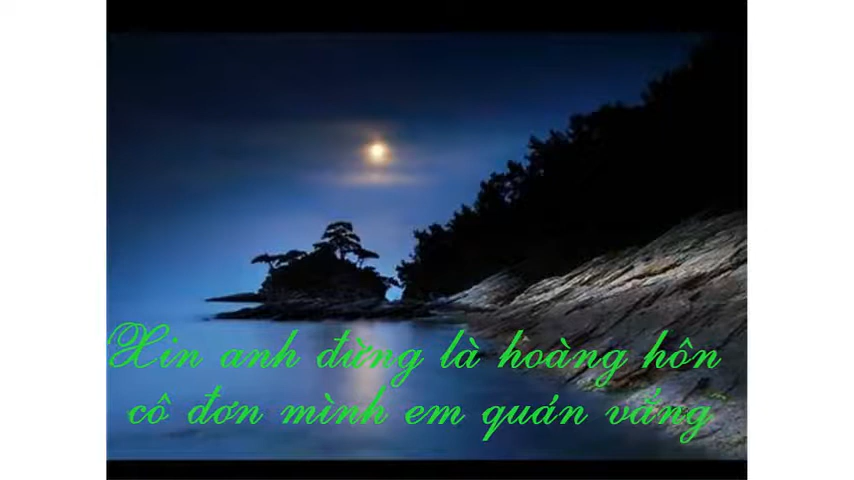 Xin anh đừng là hoàng hôn
cô đơn mình em quán vắng